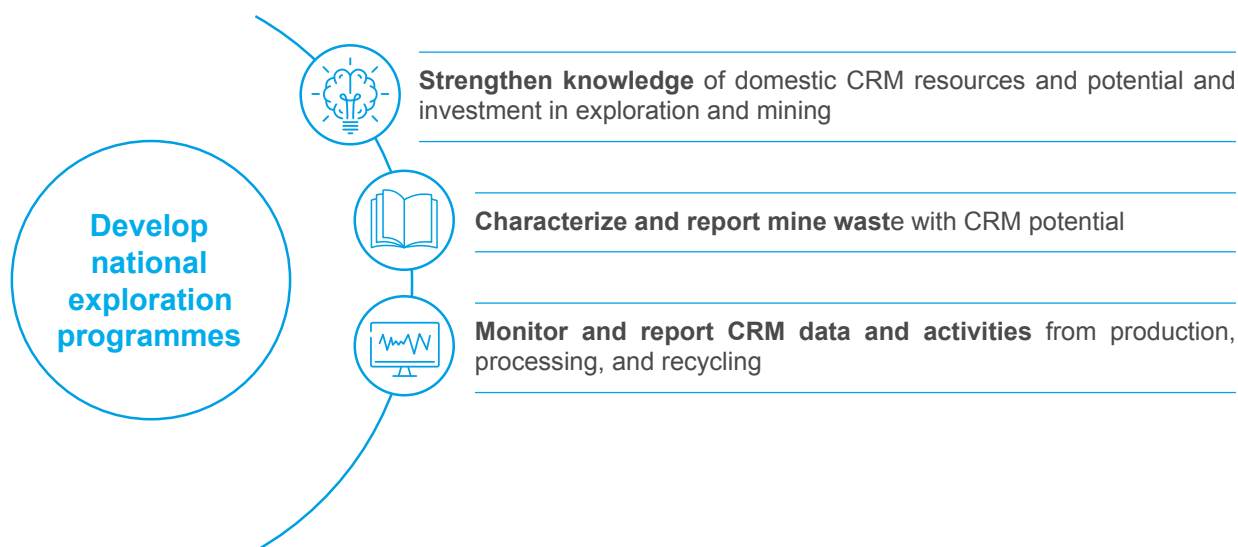 Develop
national
exploration
programmes
Strengthen knowledge of domestic CRM resources and potential and
investment in exploration and mining
Characterize and report mine waste with CRM potential
Monitor and report CRM data and activities from production,
processing, and recycling